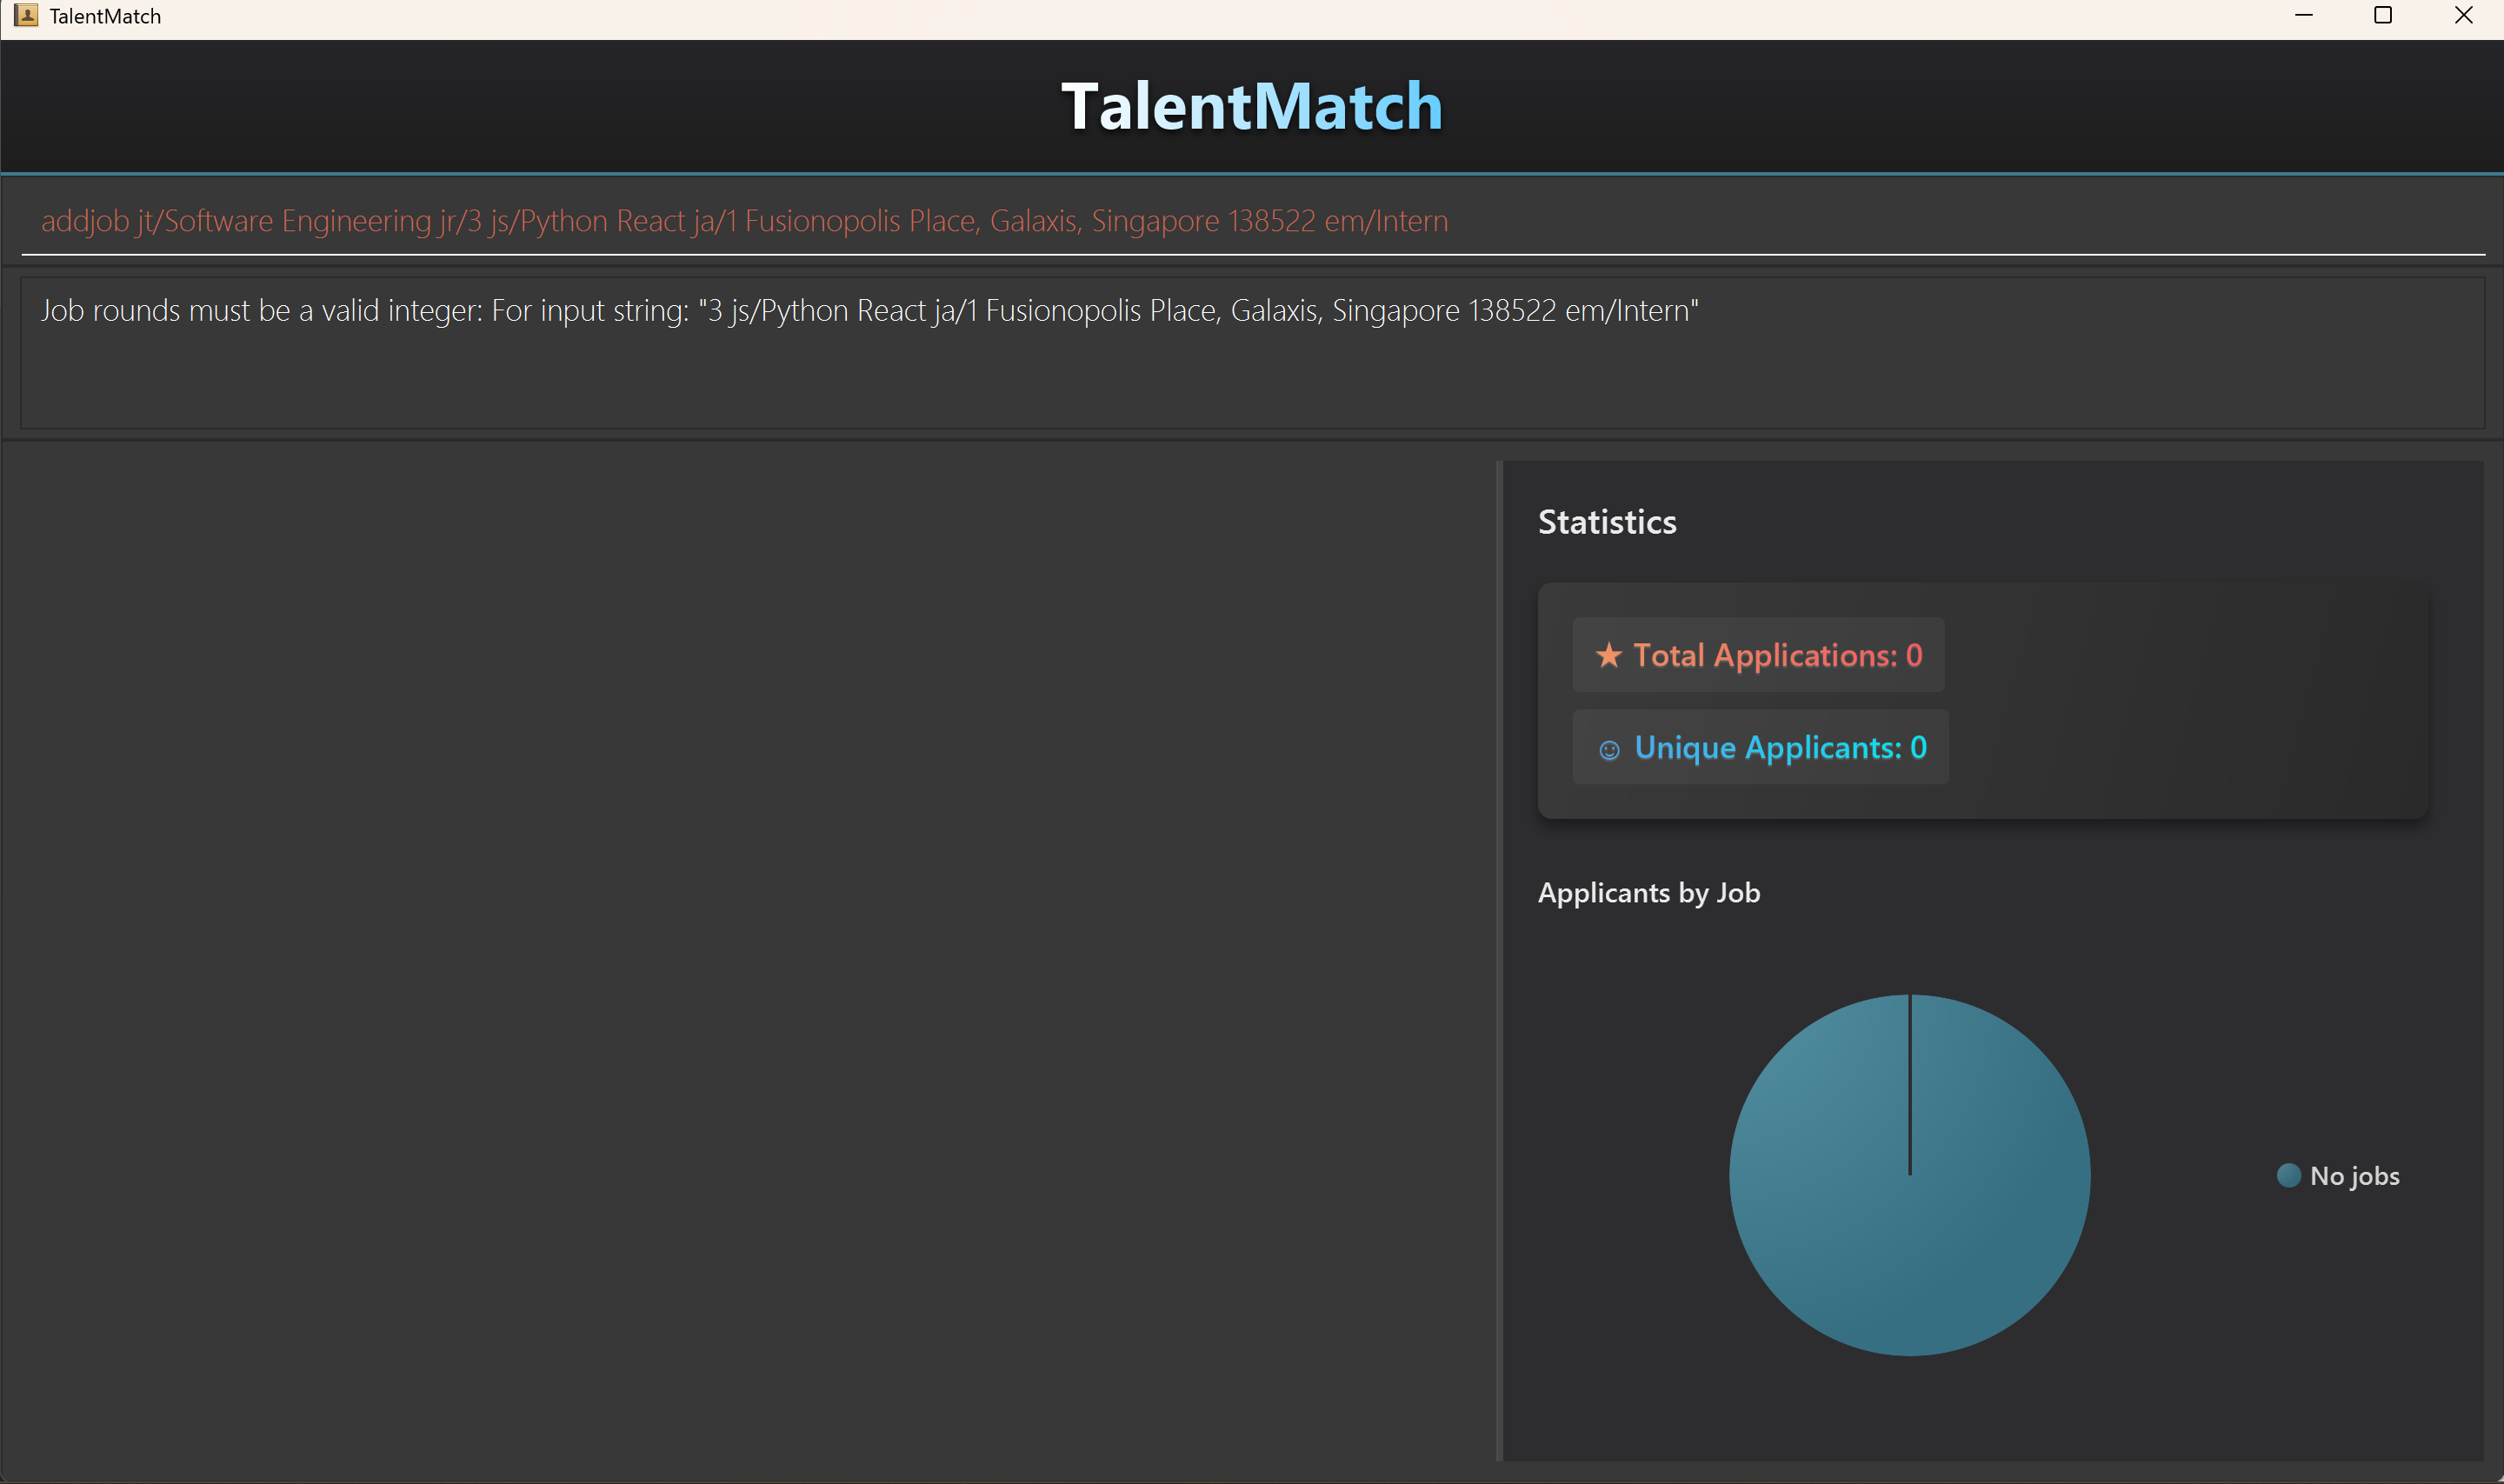 TalentMatch
TalentMatch
addjob jt/Software Engineering jr/3 js/Python React ja/1 Fusionopolis Place, Galaxis, Singapore 138522 em/Intern
Job rounds must be a valid integer: For input string: "3 js/Python React ja/1 Fusionopolis Place, Galaxis, Singapore 138522 em/Intern"
Statistics
★ Total Applications: 0
☺ Unique Applicants: 0
Applicants by Job
No jobs